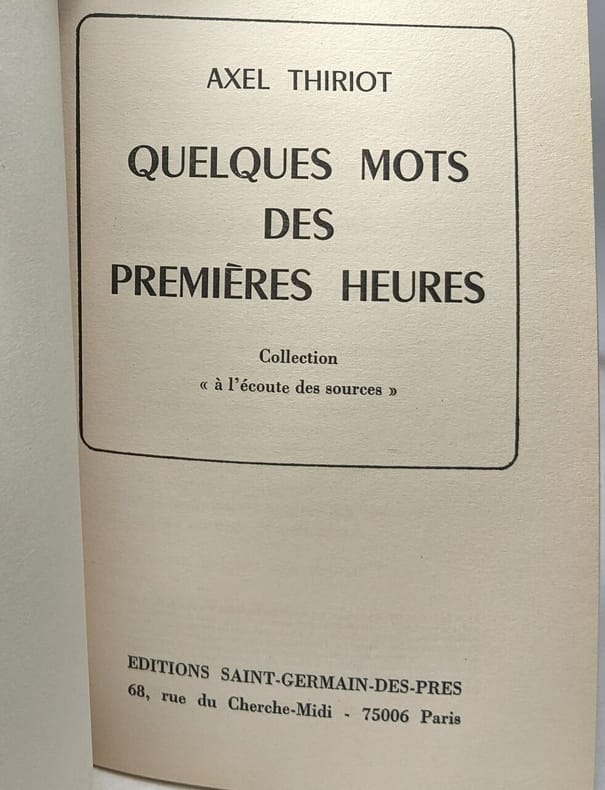 AXEL THIRIOT
QUELQUES MOTS
DES
PREMIÈRES HEURES
Collection
« à l'écoute des sources »
EDITIONS SAINT-GERMAIN-DES-PRES
68, rue du Cherche-Midi - 75006 Paris